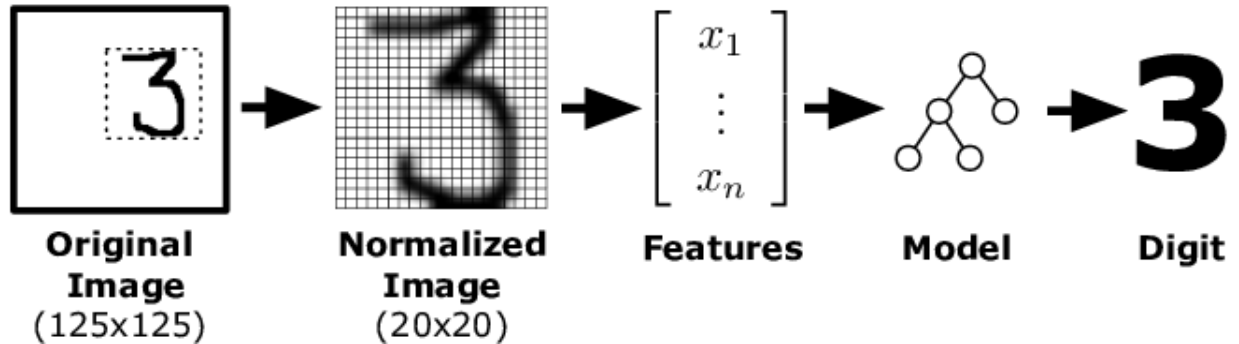 3
3
x₁
⋮
xₙ
3
Original
Image
(125x125)
Normalized
Image
(20x20)
Features
Model
Digit